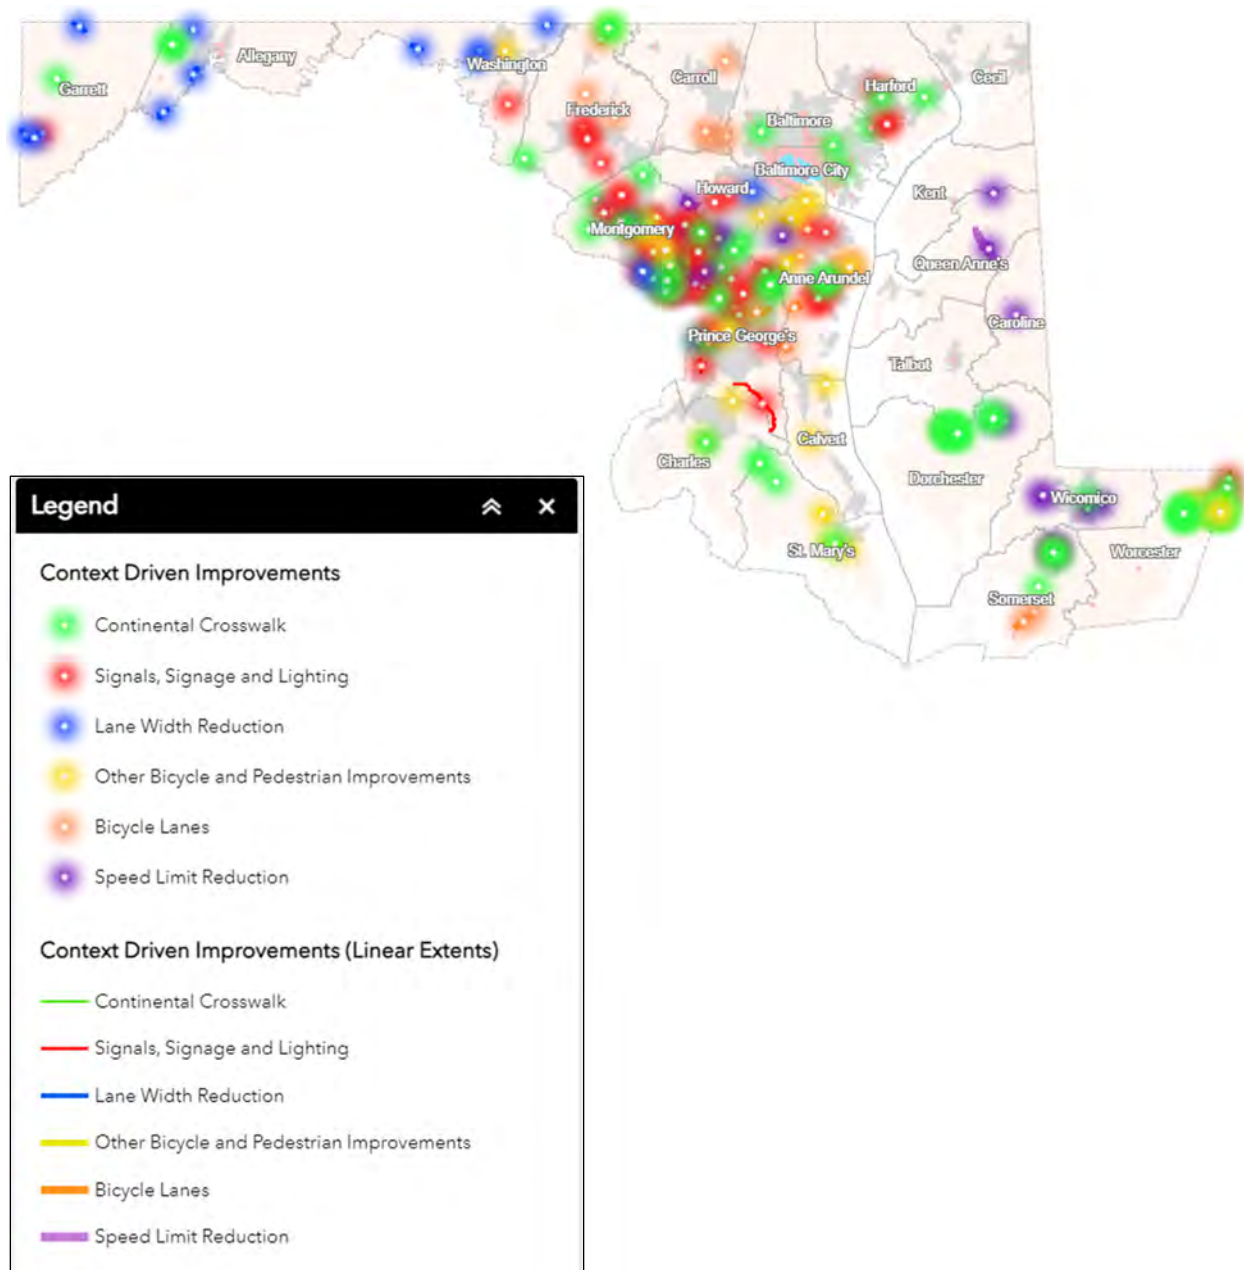 Allegany
Washington
Garrett
Carroll
Cecil
Harford
Frederick
Baltimore
Baltimore City
Howard
Kent
Montgomery
Queen Anne's
Anne Arundel
Caroline
Prince George's
Talbot
Calvert
Charles
Dorchester
Wicomico
St. Mary's
Worcester
Somerset
Legend
Context Driven Improvements
Continental Crosswalk
Signals, Signage and Lighting
Lane Width Reduction
Other Bicycle and Pedestrian Improvements
Bicycle Lanes
Speed Limit Reduction
Context Driven Improvements (Linear Extents)
Continental Crosswalk
Signals, Signage and Lighting
Lane Width Reduction
Other Bicycle and Pedestrian Improvements
Bicycle Lanes
Speed Limit Reduction